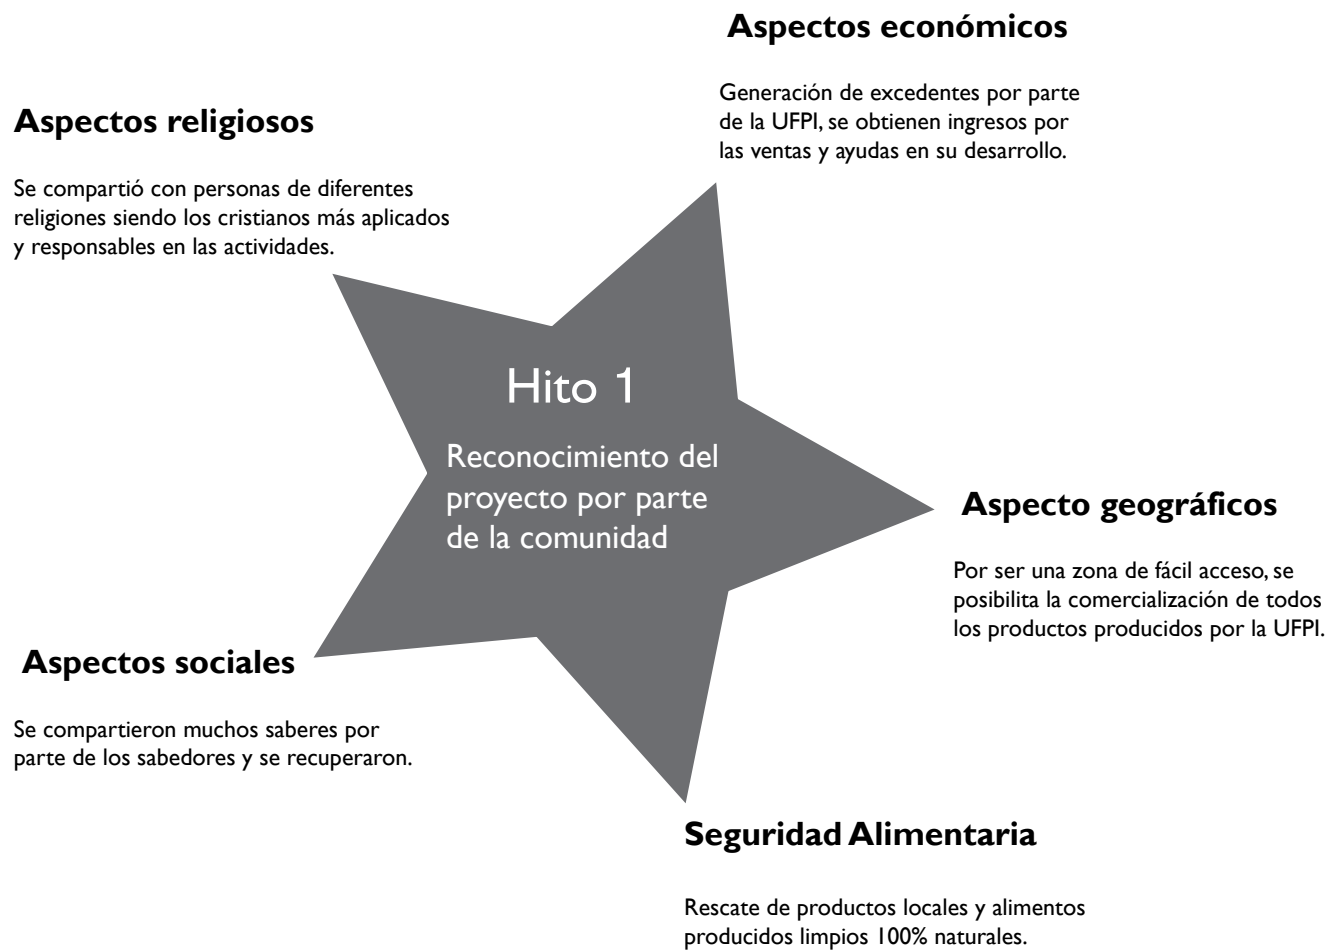 Aspectos económicos
Generación de excedentes por parte
de la UFPI, se obtienen ingresos por
las ventas y ayudas en su desarrollo.
Aspectos religiosos
Se compartió con personas de diferentes
religiones siendo los cristianos más aplicados
y responsables en las actividades.
Hito 1
Reconocimiento del
proyecto por parte
de la comunidad
Aspecto geográficos
Por ser una zona de fácil acceso, se
posibilita la comercialización de todos
los productos producidos por la UFPI.
Aspectos sociales
Se compartieron muchos saberes por
parte de los sabedores y se recuperaron.
Seguridad Alimentaria
Rescate de productos locales y alimentos
producidos limpios 100% naturales.